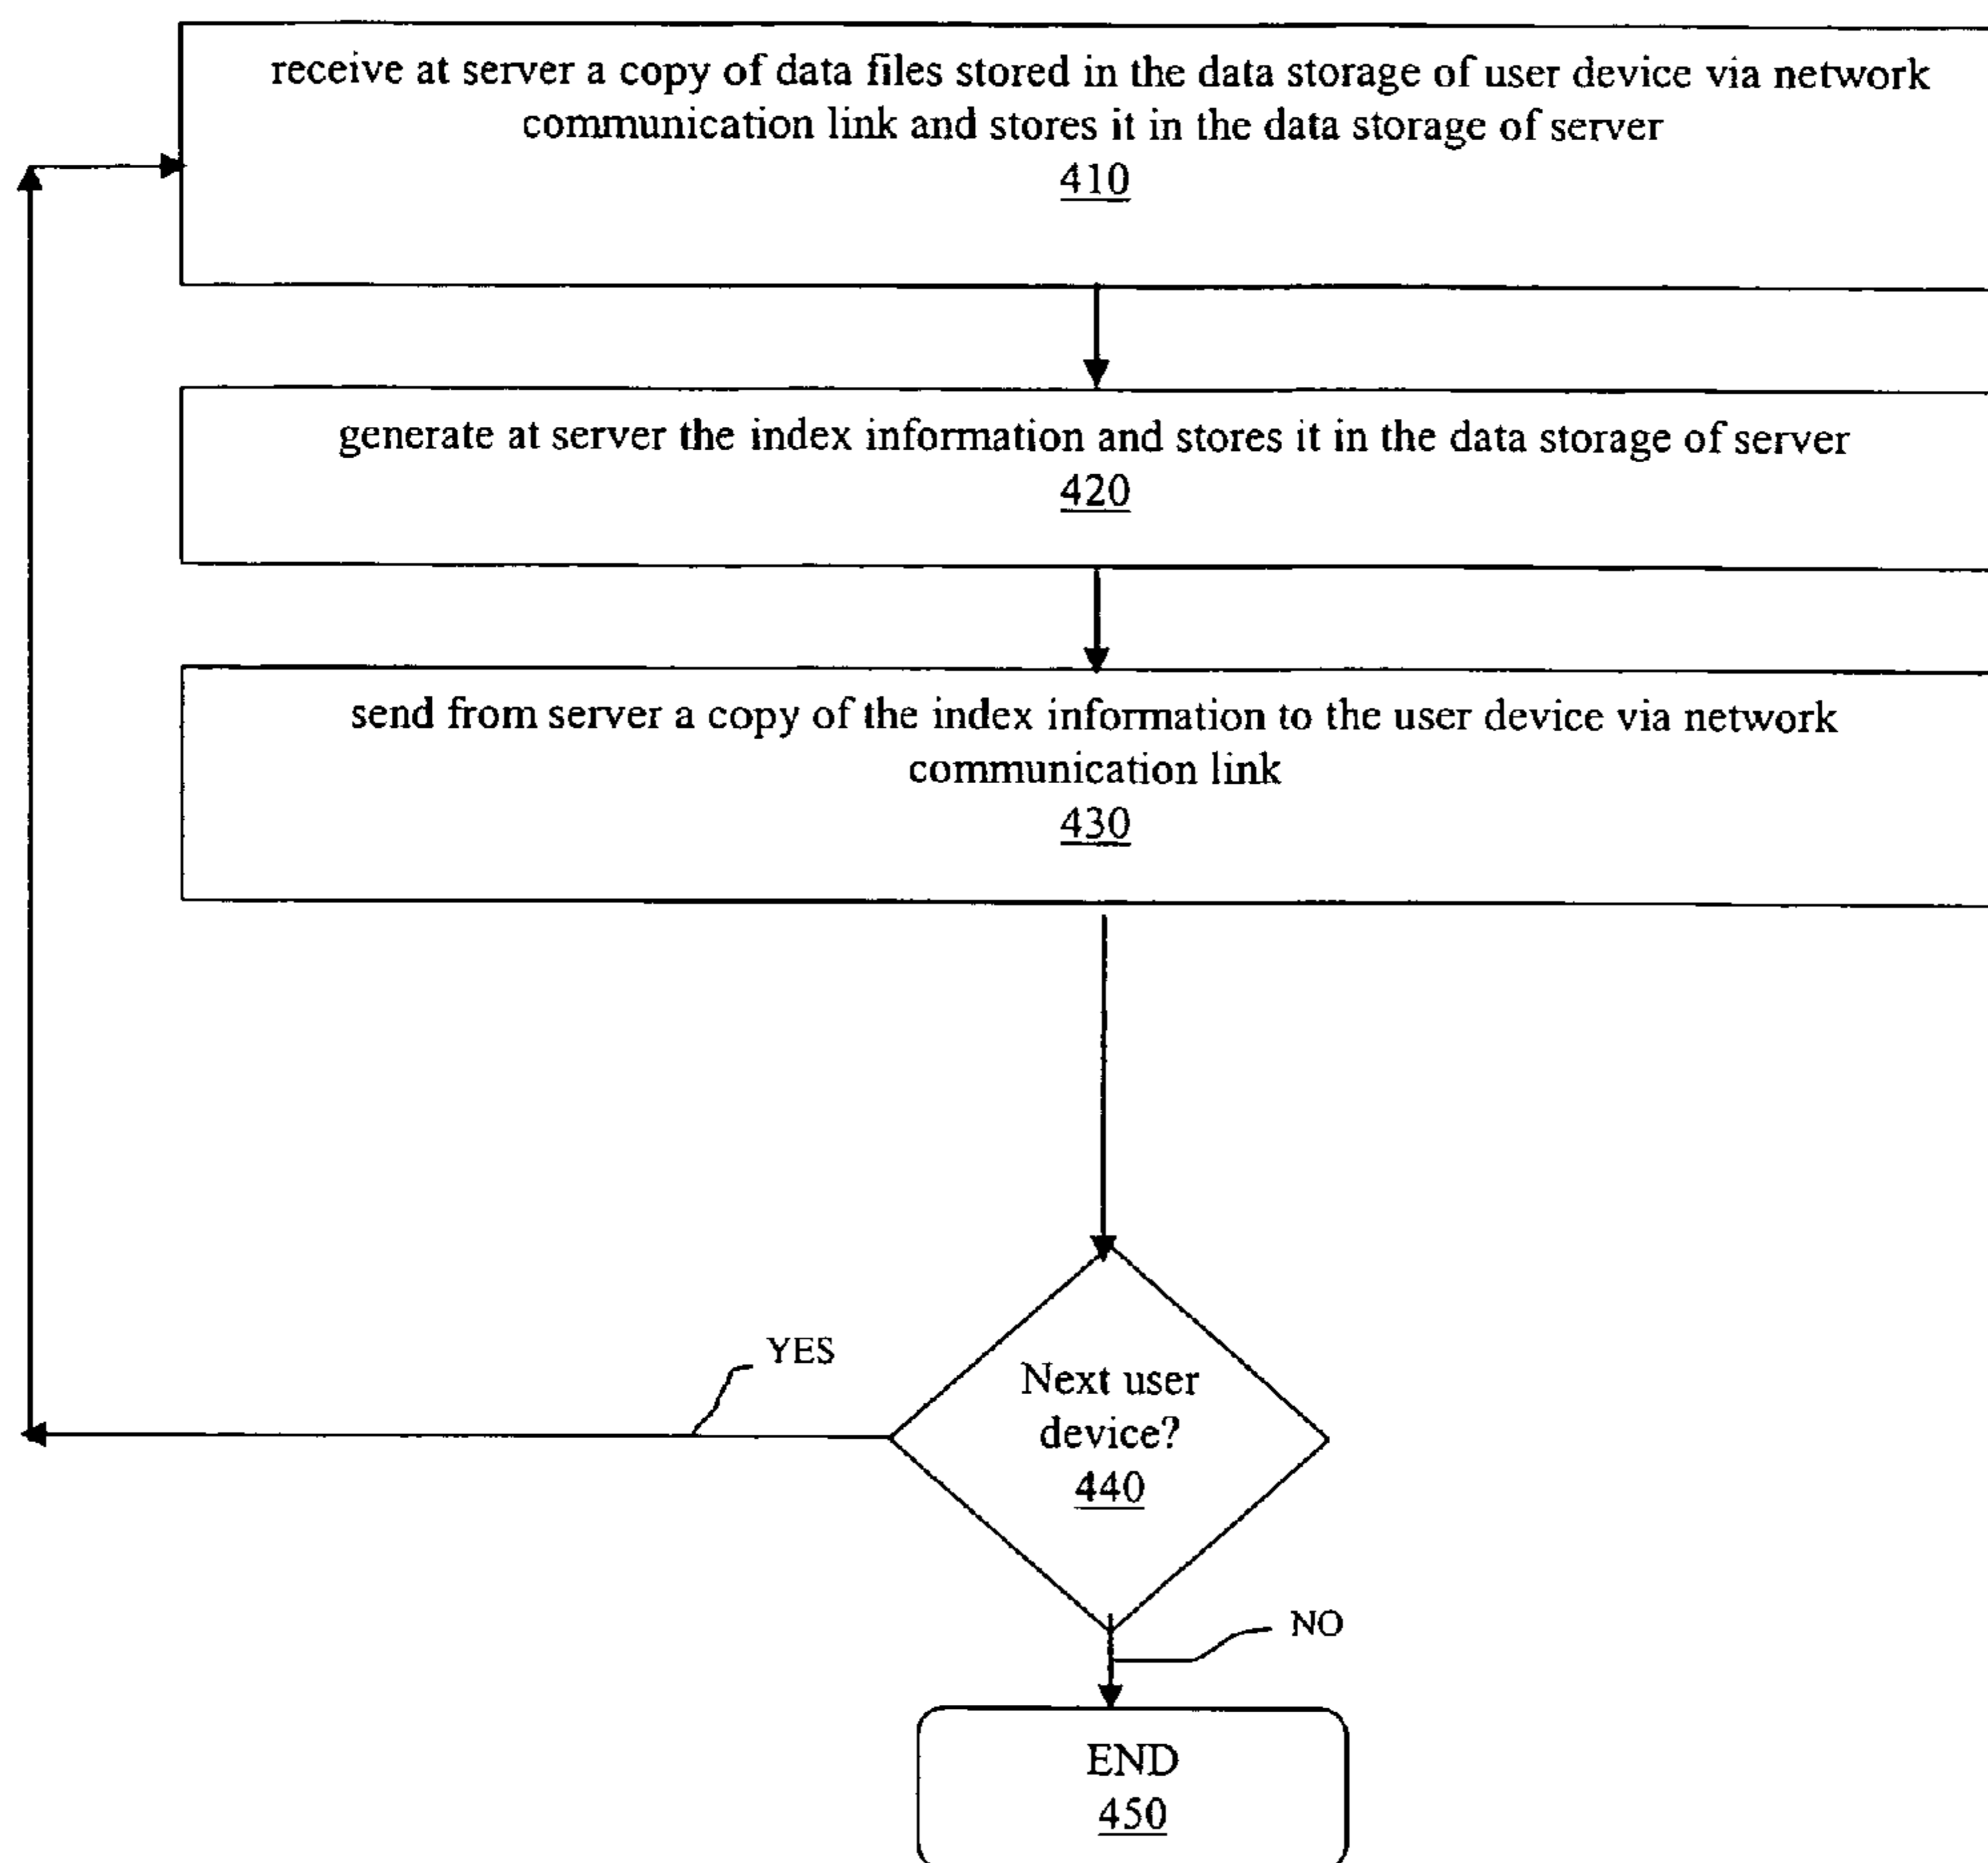 receive at server a copy of data files stored in the data storage of user device via network
communication link and stores it in the data storage of server
410
generate at server the index information and stores it in the data storage of server
420
send from server a copy of the index information to the user device via network
communication link
430
YES
Next user
device?
440
NO
END
450